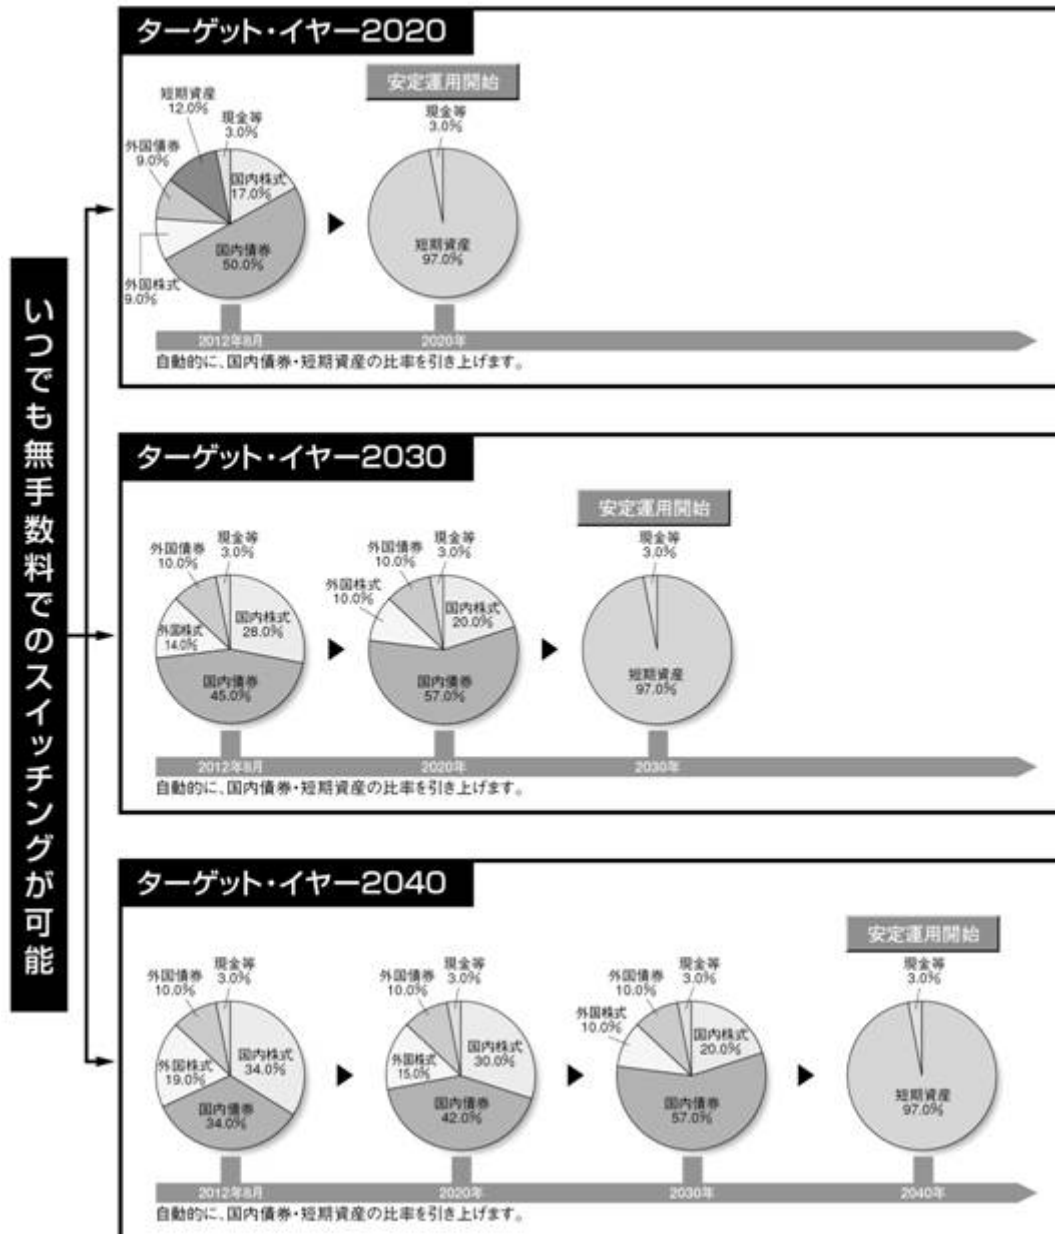 いつでも無手数料でのスイッチングが可能
ターゲット・イヤー2020
安定運用開始
短期資産
12.0%
現金等
3.0%
外国債券
9.0%
国内株式
17.0%
国内債券
50.0%
外国株式
9.0%
現金等
3.0%
短期資産
97.0%
2012年8月
2020年
自動的に、国内債券・短期資産の比率を引き上げます。
ターゲット・イヤー2030
安定運用開始
外国債券
10.0%
現金等
3.0%
国内株式
28.0%
外国株式
14.0%
国内債券
45.0%
外国債券
10.0%
現金等
3.0%
外国株式
10.0%
国内株式
20.0%
国内債券
57.0%
現金等
3.0%
短期資産
97.0%
2012年8月
2020年
2030年
自動的に、国内債券・短期資産の比率を引き上げます。
ターゲット・イヤー2040
安定運用開始
外国債券
10.0%
現金等
3.0%
国内株式
34.0%
外国株式
19.0%
国内債券
34.0%
外国債券
10.0%
現金等
3.0%
国内株式
30.0%
外国株式
15.0%
国内債券
42.0%
外国債券
10.0%
現金等
3.0%
外国株式
10.0%
国内株式
20.0%
国内債券
57.0%
現金等
3.0%
短期資産
97.0%
2012年8月
2020年
2030年
2040年
自動的に、国内債券・短期資産の比率を引き上げます。